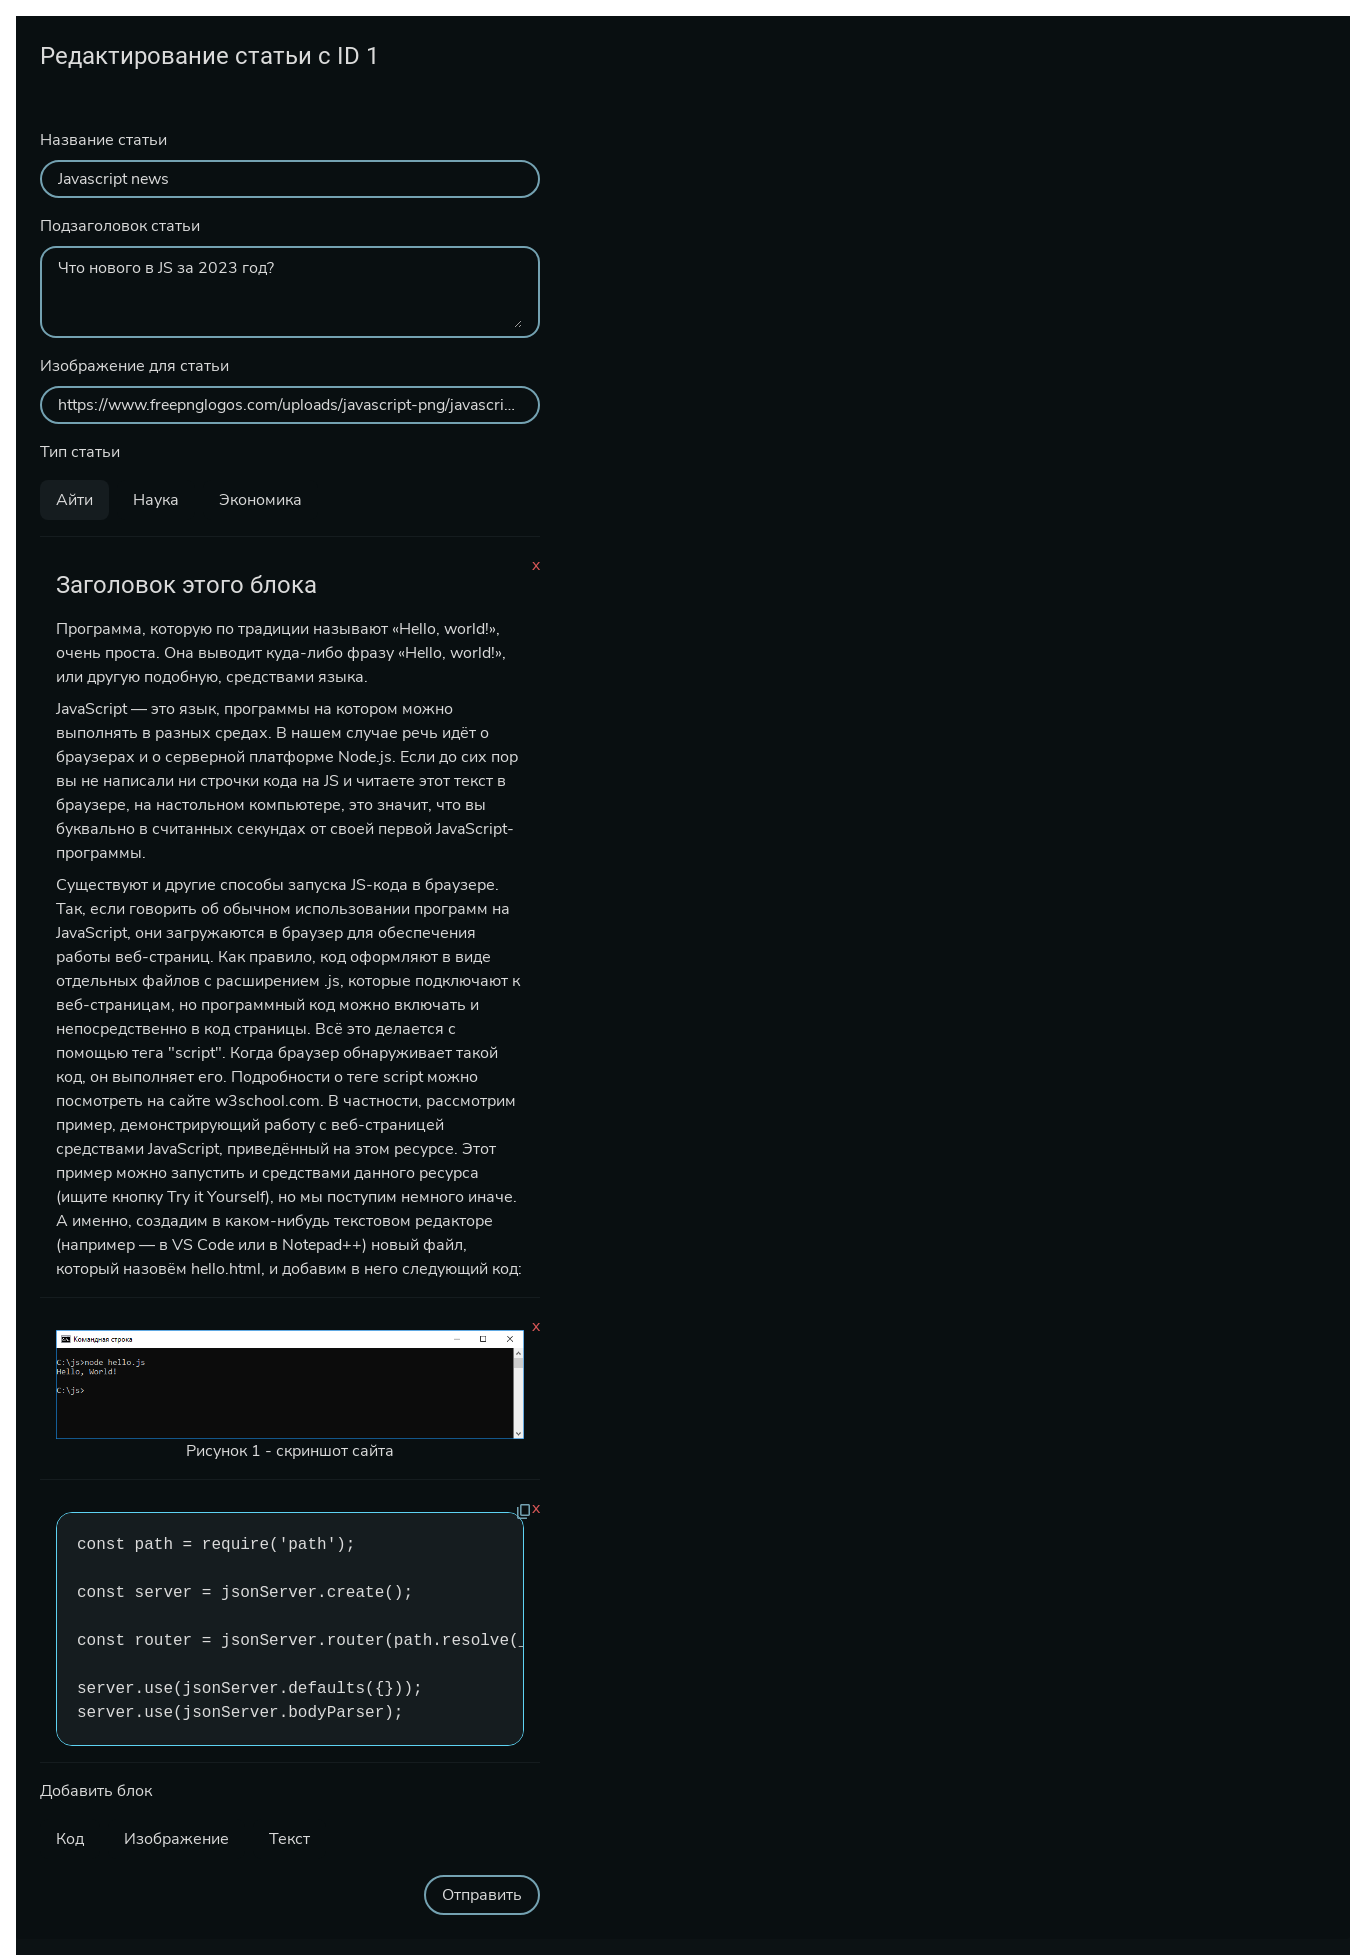 Редактирование статьи с ID 1
Название статьи
Javascript news
Подзаголовок статьи
Что нового в JS за 2023 год?
Изображение для статьи
https://www.freepnglogos.com/uploads/javascript-png/javascri...
Тип статьи
Айти Наука Экономика
x
Заголовок этого блока
Программа, которую по традиции называют «Hello, world!»,
очень проста. Она выводит куда-либо фразу «Hello, world!»,
или другую подобную, средствами языка.
JavaScript — это язык, программы на котором можно
выполнять в разных средах. В нашем случае речь идёт о
браузерах и о серверной платформе Node.js. Если до сих пор
вы не написали ни строчки кода на JS и читаете этот текст в
браузере, на настольном компьютере, это значит, что вы
буквально в считанных секундах от своей первой JavaScript-
программы.
Существуют и другие способы запуска JS-кода в браузере.
Так, если говорить об обычном использовании программ на
JavaScript, они загружаются в браузер для обеспечения
работы веб-страниц. Как правило, код оформляют в виде
отдельных файлов с расширением .js, которые подключают к
веб-страницам, но программный код можно включать и
непосредственно в код страницы. Всё это делается с
помощью тега "script". Когда браузер обнаруживает такой
код, он выполняет его. Подробности о теге script можно
посмотреть на сайте w3school.com. В частности, рассмотрим
пример, демонстрирующий работу с веб-страницей
средствами JavaScript, приведённый на этом ресурсе. Этот
пример можно запустить и средствами данного ресурса
(ищите кнопку Try it Yourself), но мы поступим немного иначе.
А именно, создадим в каком-нибудь текстовом редакторе
(например — в VS Code или в Notepad++) новый файл,
который назовём hello.html, и добавим в него следующий код:
x
Командная строка
C:\js>node hello.js
Hello, World!
C:\js>
Рисунок 1 - скриншот сайта
x
const path = require('path');
const server = jsonServer.create();
const router = jsonServer.router(path.resolve(_
server.use(jsonServer.defaults({}));
server.use(jsonServer.bodyParser);
Добавить блок
Код Изображение Текст
Отправить